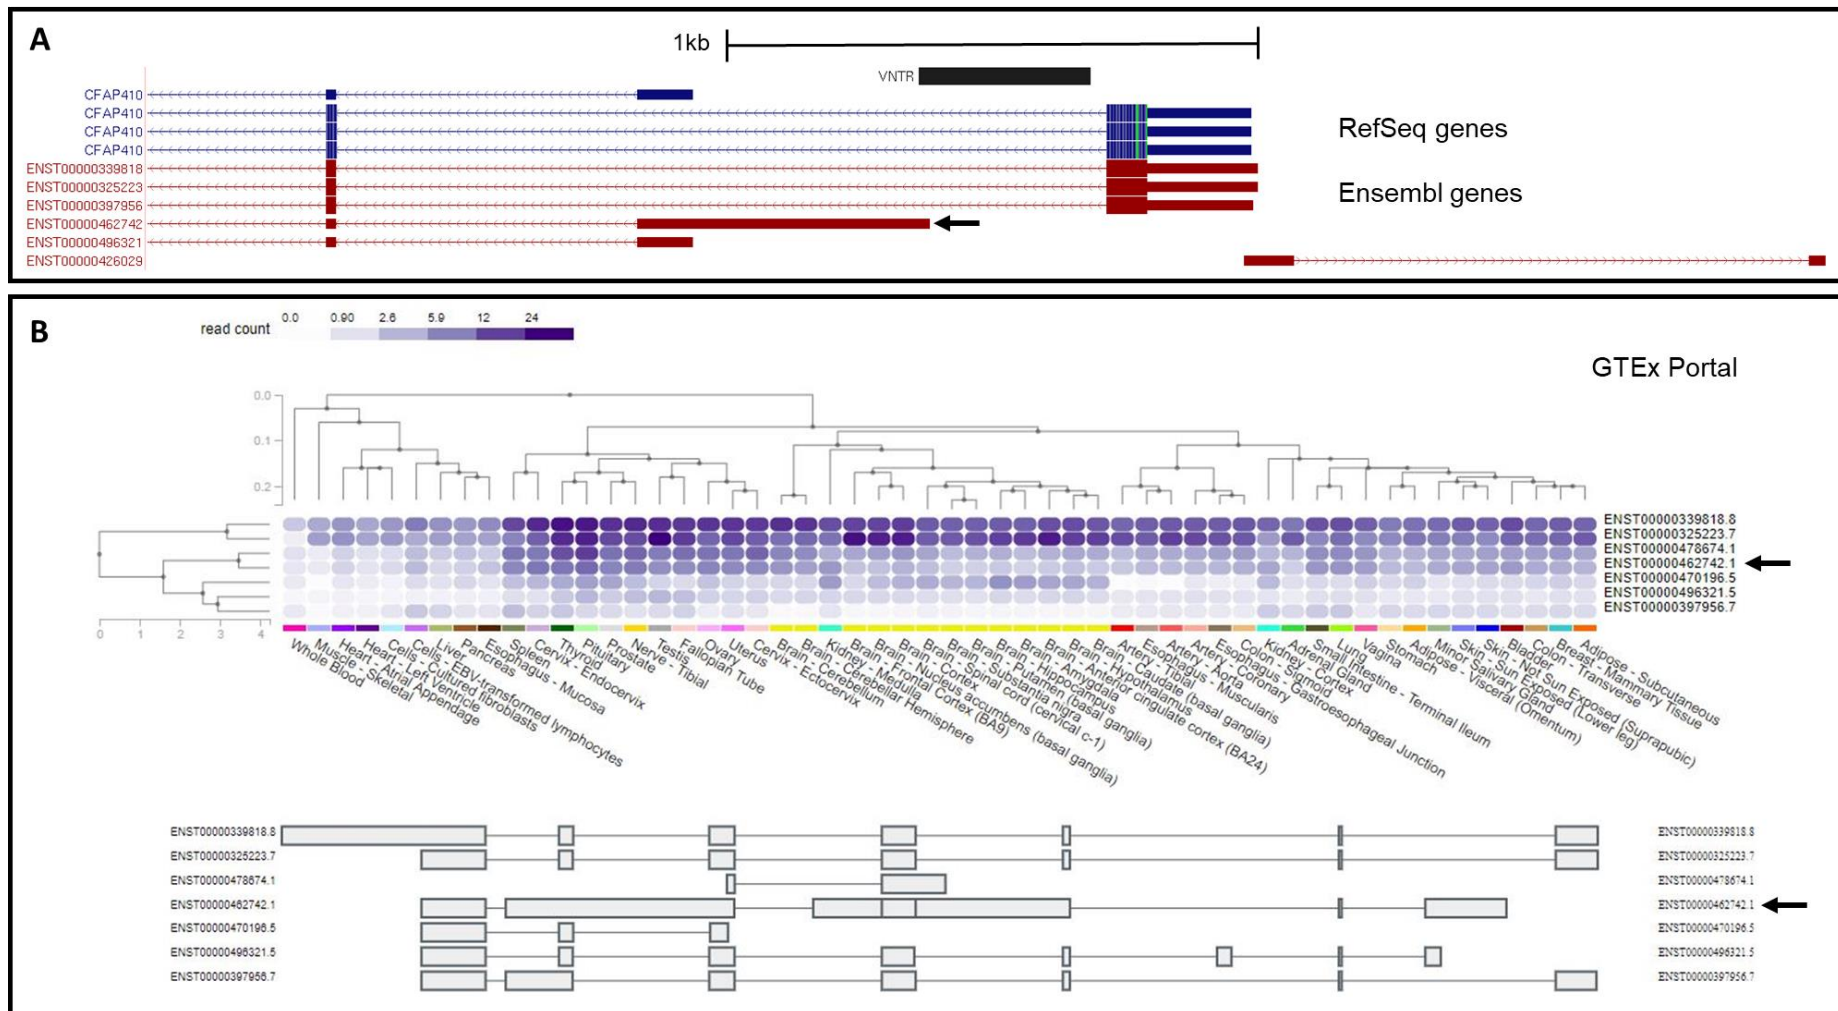 A
1kb
VNTR
CFAP410
CFAP410
CFAP410
CFAP410
RefSeq genes
ENST00000339818
ENST00000325223
ENST00000397956
ENST00000462742
ENST00000496321
ENST00000426029
Ensembl genes
B
read count
0.0 0.90 2.6 5.9 12 24
GTEx Portal
0.0
0.1
0.2
ENST00000339818.8
ENST00000325223.7
ENST00000478674.1
ENST00000462742.1
ENST00000470196.5
ENST00000496321.5
ENST00000397956.7
0 1 2 3 4
Whole Blood
Muscle - Skeletal
Heart - Atrial Appendage
Heart - Left Ventricle
Cells - Cultured fibroblasts
Cells - EBV-transformed lymphocytes
Liver
Pancreas
Esophagus - Mucosa
Spleen
Cervix - Endocervix
Thyroid
Pituitary
Prostate
Nerve - Tibial
Testis
Fallopian Tube
Ovary
Uterus
Cervix - Ectocervix
Brain - Cerebellum
Brain - Cerebellar Hemisphere
Kidney - Medulla
Brain - Frontal Cortex (BA9)
Brain - Nucleus accumbens (basal ganglia)
Brain - Cortex
Brain - Substantia nigra
Brain - Spinal cord (cervical c-1)
Brain - Putamen (basal ganglia)
Brain - Hippocampus
Brain - Amygdala
Brain - Hypothalamus
Brain - Anterior cingulate cortex (BA24)
Brain - Caudate (basal ganglia)
Artery - Tibial
Esophagus - Muscularis
Artery - Aorta
Artery - Coronary
Esophagus - Gastroesophageal Junction
Colon - Sigmoid
Kidney - Cortex
Adrenal Gland
Small Intestine - Terminal Ileum
Lung
Vagina
Stomach
Adipose - Visceral (Omentum)
Minor Salivary Gland
Skin - Sun Exposed (Lower leg)
Skin - Not Sun Exposed (Suprapubic)
Bladder
Colon - Transverse
Breast - Mammary Tissue
Adipose - Subcutaneous
ENST00000339818.8 ENST00000339818.8
ENST00000325223.7 ENST00000325223.7
ENST00000478674.1 ENST00000478674.1
ENST00000462742.1 ENST00000462742.1
ENST00000470196.5 ENST00000470196.5
ENST00000496321.5 ENST00000496321.5
ENST00000397956.7 ENST00000397956.7